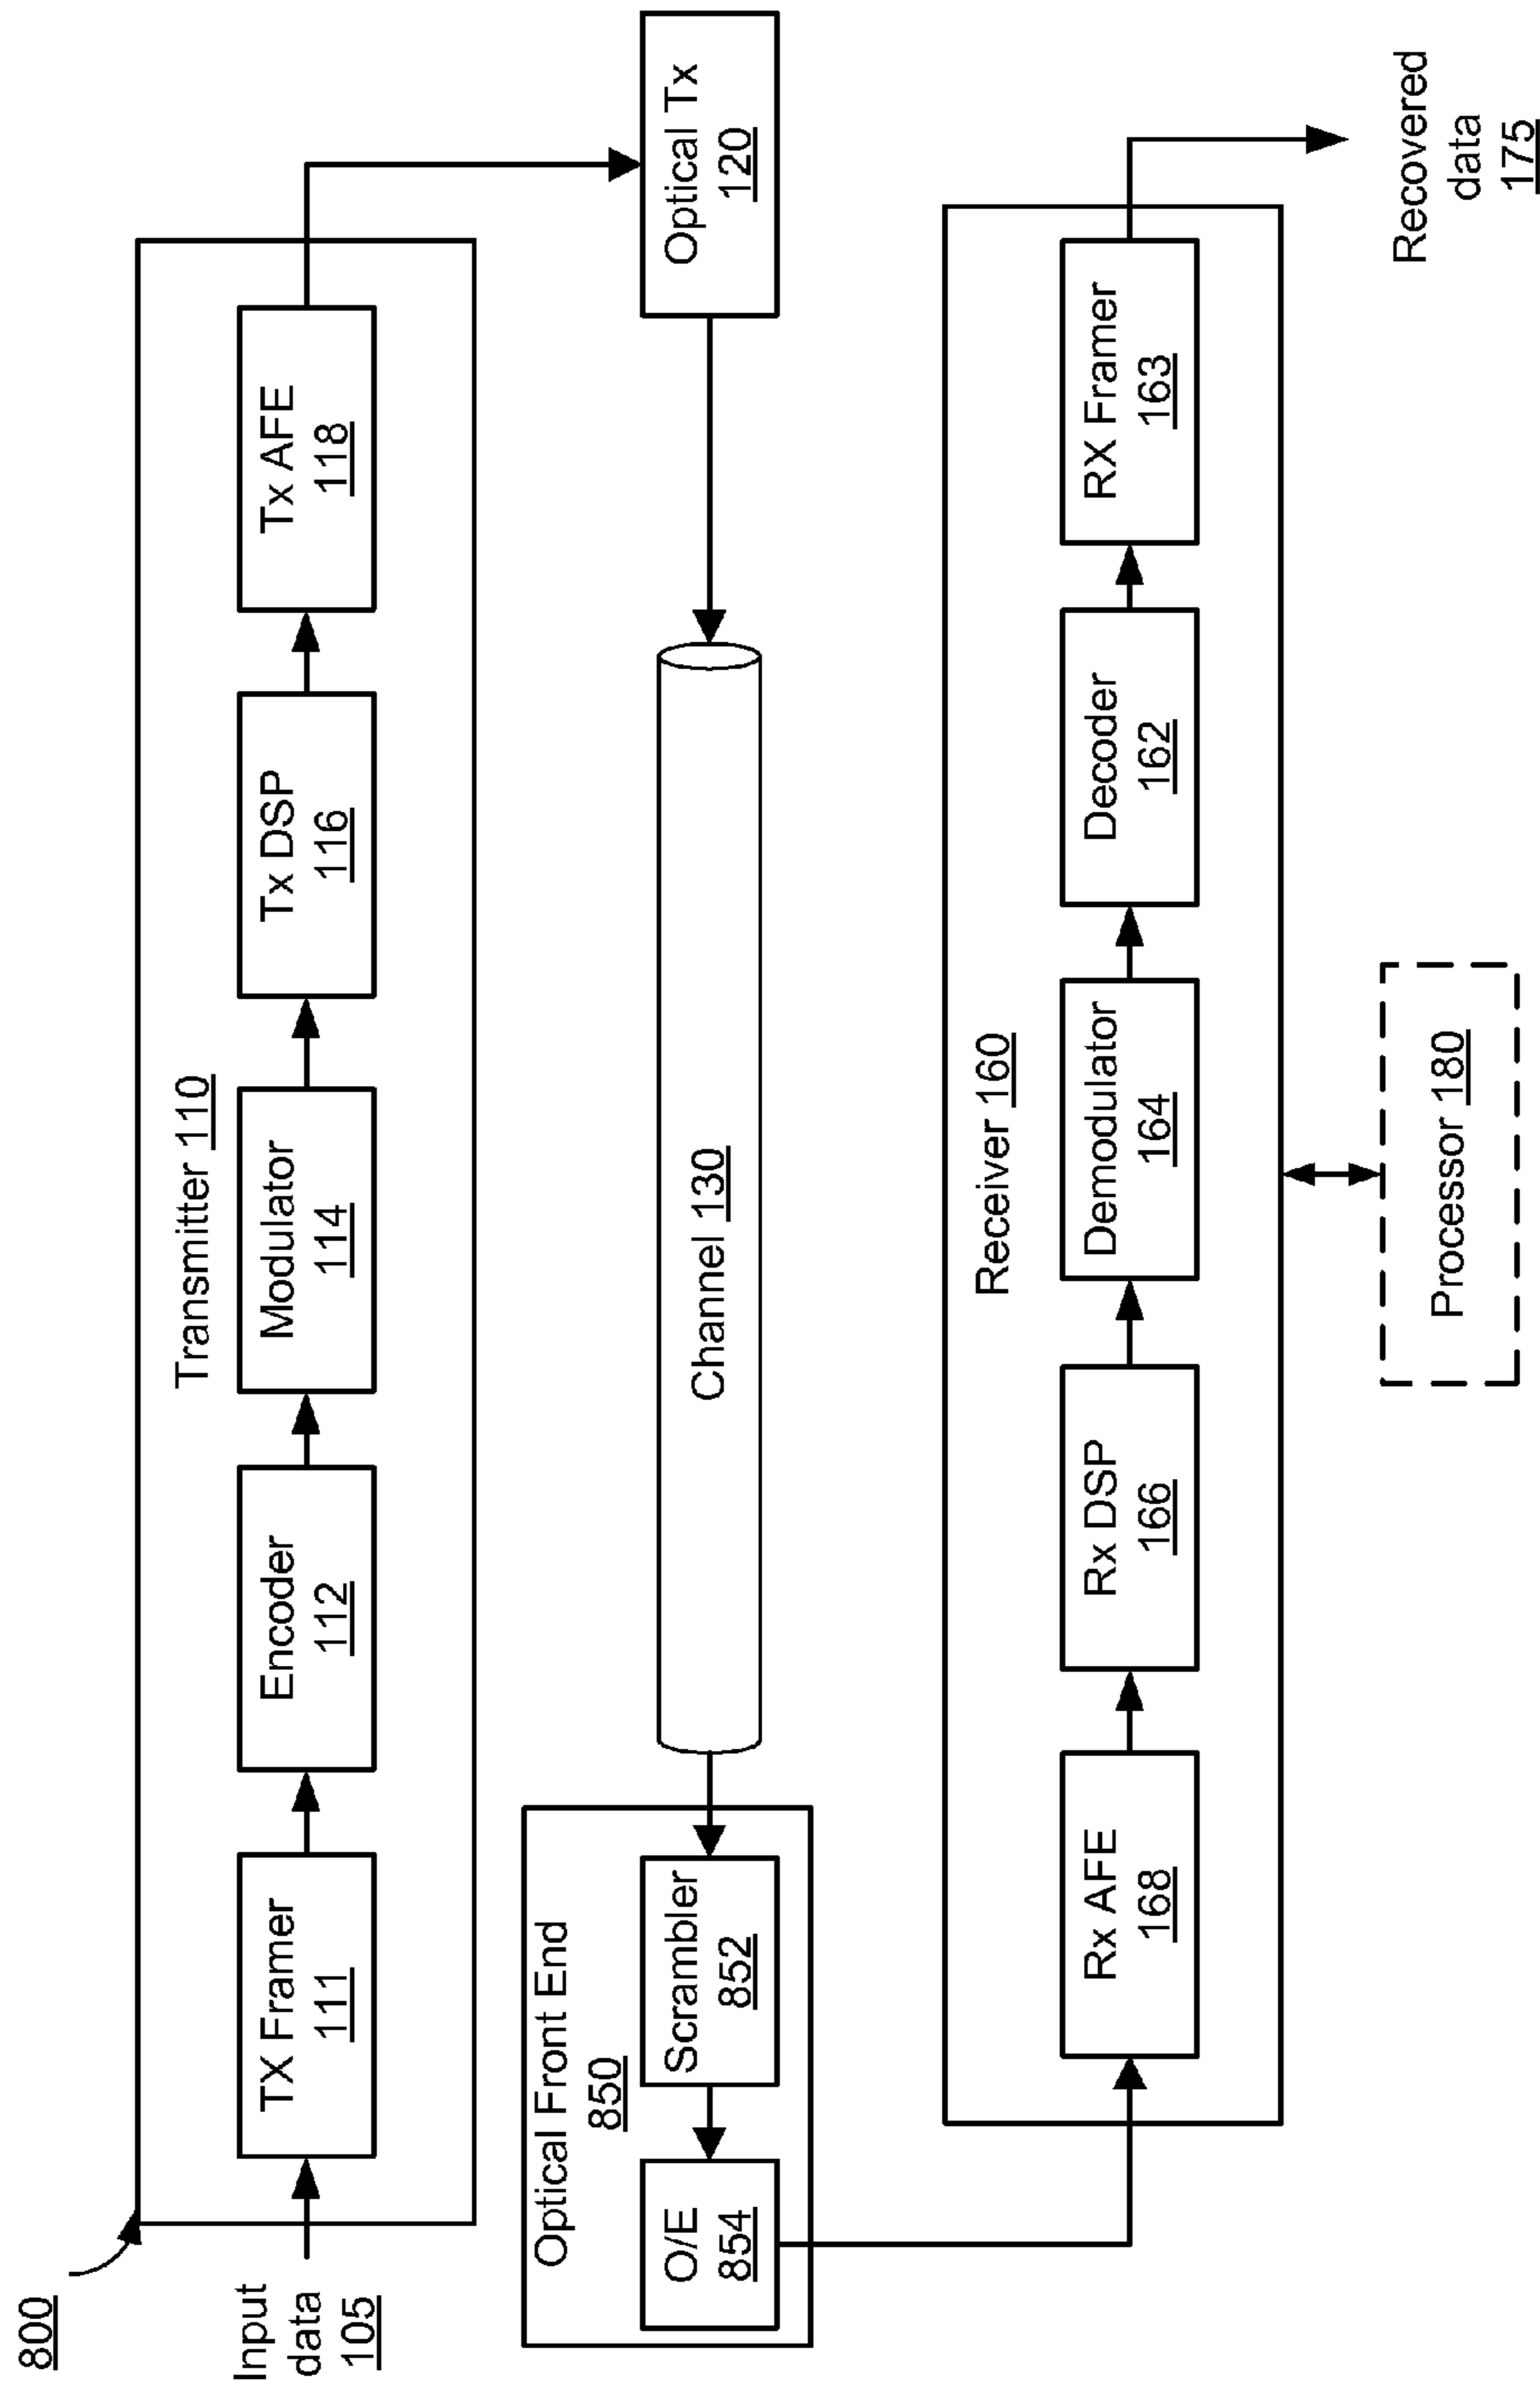 800
Input
data
105
Transmitter 110
TX Framer
111
Encoder
112
Modulator
114
Tx DSP
116
Tx AFE
118
Optical Tx
120
Channel 130
Optical Front End
850
Scrambler
852
O/E
854
Receiver 160
Rx AFE
168
Rx DSP
166
Demodulator
164
Decoder
162
RX Framer
163
Recovered
data
175
Processor 180